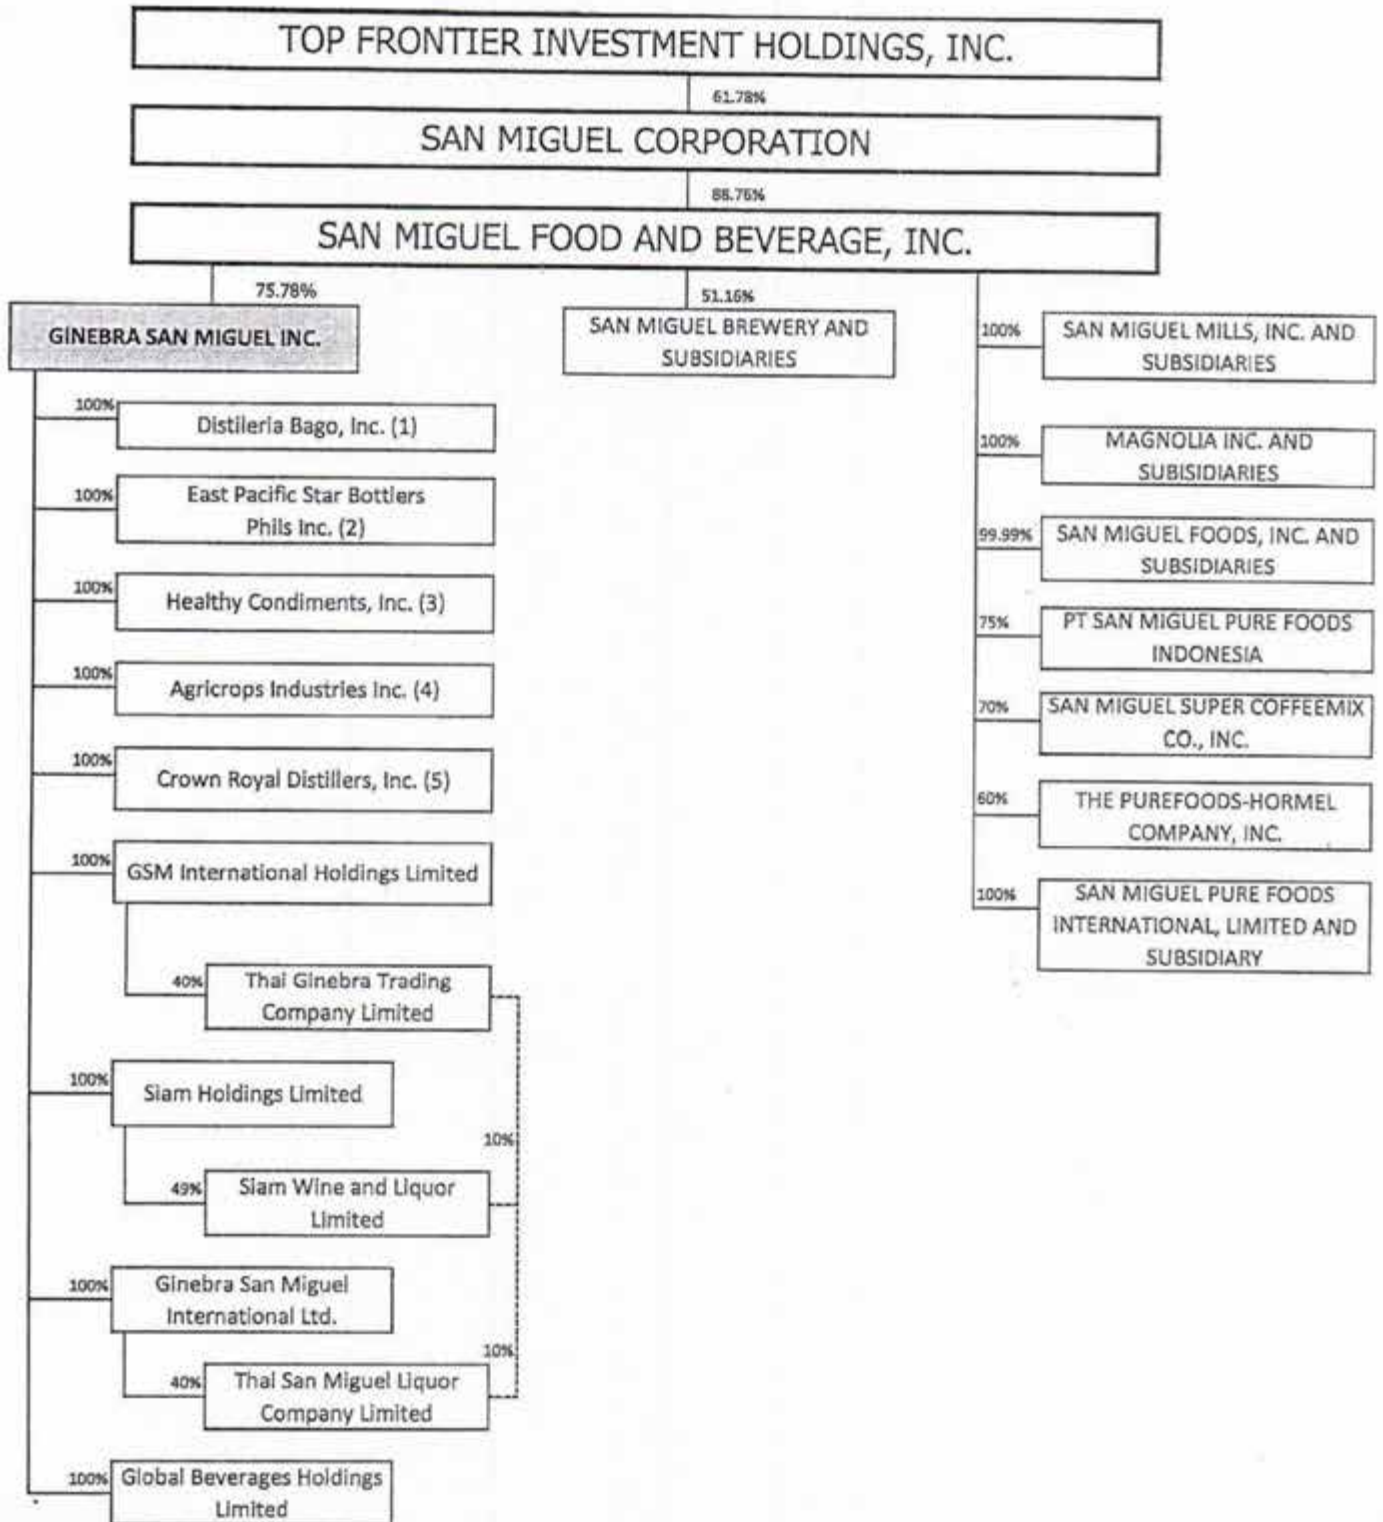 TOP FRONTIER INVESTMENT HOLDINGS, INC.
61.78%
SAN MIGUEL CORPORATION
88.76%
SAN MIGUEL FOOD AND BEVERAGE, INC.
75.78%
GINEBRA SAN MIGUEL INC.
100%
Distileria Bago, Inc. (1)
100%
East Pacific Star Bottlers
Phils Inc. (2)
100%
Healthy Condiments, Inc. (3)
100%
Agricrops Industries Inc. (4)
100%
Crown Royal Distillers, Inc. (5)
100%
GSM International Holdings Limited
40%
Thai Ginebra Trading
Company Limited
100%
Siam Holdings Limited
10%
49%
Siam Wine and Liquor
Limited
100%
Ginebra San Miguel
International Ltd.
10%
40%
Thai San Miguel Liquor
Company Limited
100%
Global Beverages Holdings
Limited
51.16%
SAN MIGUEL BREWERY AND
SUBSIDIARIES
100%
SAN MIGUEL MILLS, INC. AND
SUBSIDIARIES
100%
MAGNOLIA INC. AND
SUBISIDIARIES
99.99%
SAN MIGUEL FOODS, INC. AND
SUBSIDIARIES
75%
PT SAN MIGUEL PURE FOODS
INDONESIA
70%
SAN MIGUEL SUPER COFFEEMIX
CO., INC.
60%
THE PUREFOODS-HORMEL
COMPANY, INC.
100%
SAN MIGUEL PURE FOODS
INTERNATIONAL, LIMITED AND
SUBSIDIARY